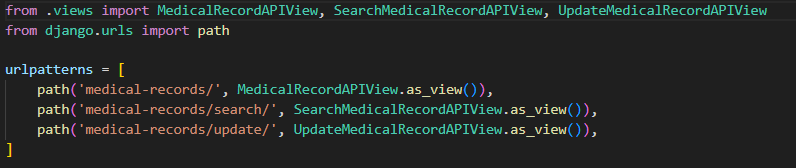 from .views import MedicalRecordAPIView, SearchMedicalRecordAPIView, UpdateMedicalRecordAPIView
from django.urls import path

urlpatterns = [
    path('medical-records/', MedicalRecordAPIView.as_view()),
    path('medical-records/search/', SearchMedicalRecordAPIView.as_view()),
    path('medical-records/update/', UpdateMedicalRecordAPIView.as_view()),
]